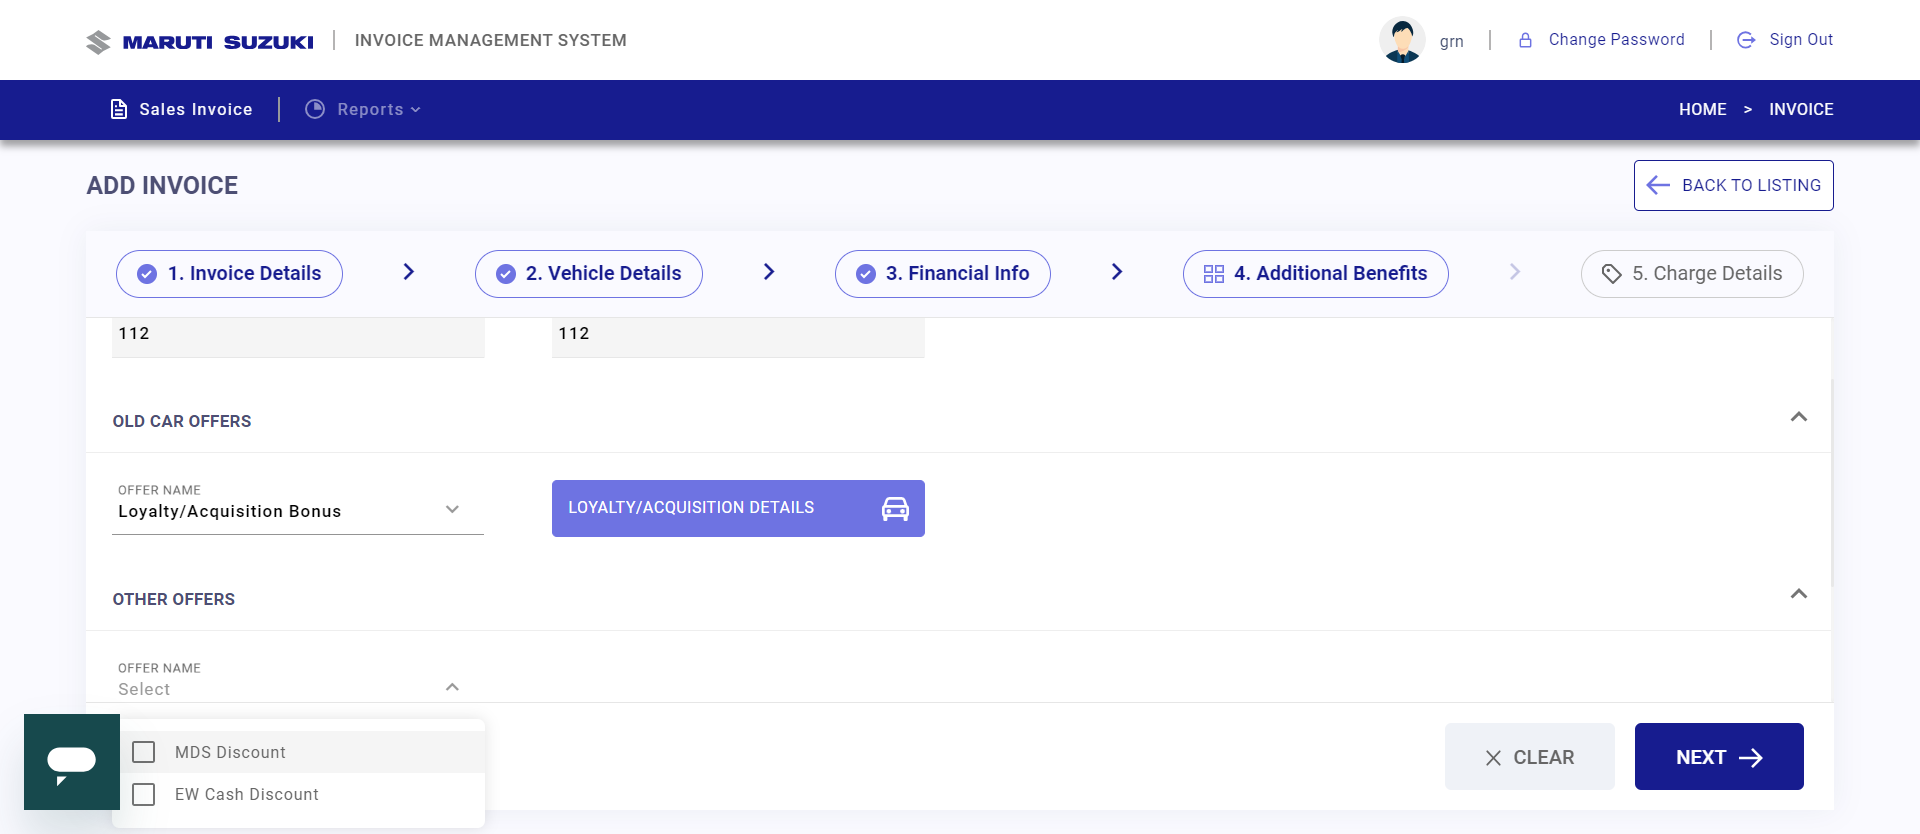 MARUTI SUZUKI
INVOICE MANAGEMENT SYSTEM
grn
Change Password
Sign Out
Sales Invoice
Reports
HOME > INVOICE
ADD INVOICE
BACK TO LISTING
1. Invoice Details
2. Vehicle Details
3. Financial Info
4. Additional Benefits
5. Charge Details
112
112
OLD CAR OFFERS
OFFER NAME
Loyalty/Acquisition Bonus
LOYALTY/ACQUISITION DETAILS
OTHER OFFERS
OFFER NAME
Select
MDS Discount
EW Cash Discount
CLEAR
NEXT